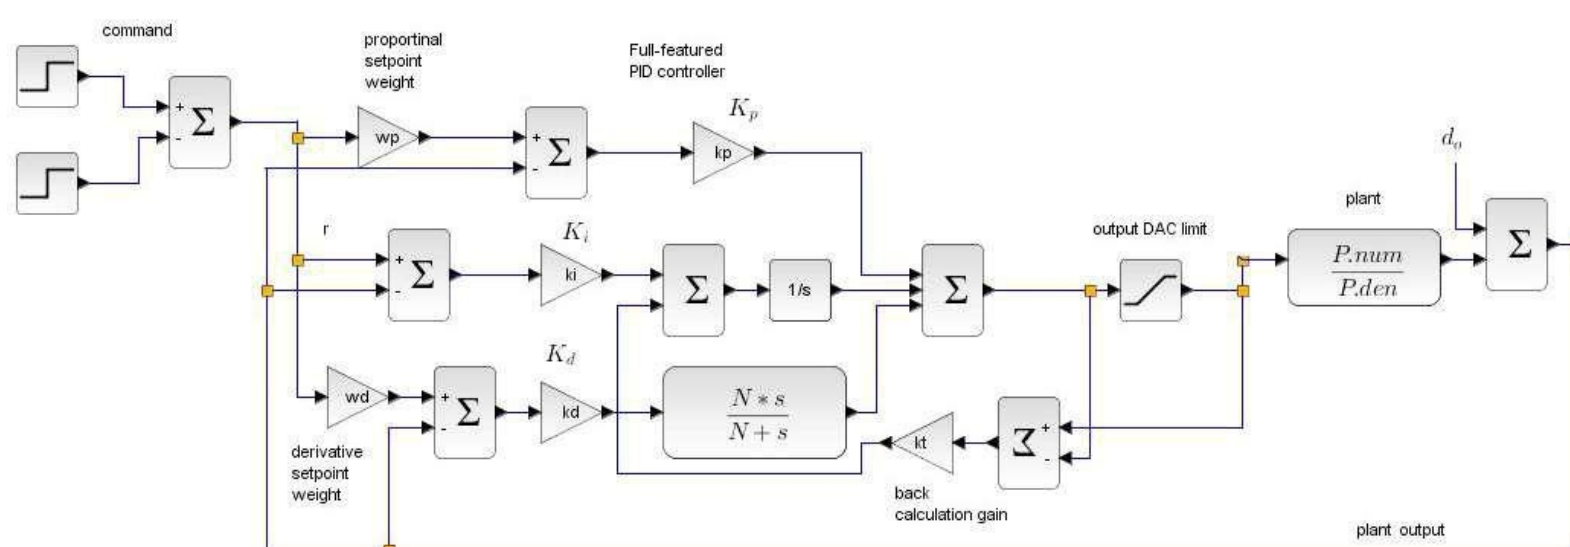 command
proportinal
setpoint
weight
Full-featured
PID controller
K_p
+
-
Σ
wp
+
-
Σ
kp
d_o
plant
r
K_i
output DAC limit
+
-
Σ
ki
Σ
1/s
Σ
P.num
P.den
Σ
K_d
wd
+
-
Σ
kd
N * s
N + s
kt
Σ
+
-
derivative
setpoint
weight
back
calculation gain
plant output